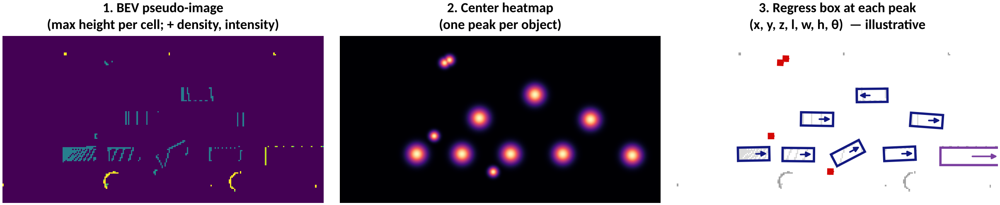 1. BEV pseudo-image
(max height per cell; + density, intensity)
2. Center heatmap
(one peak per object)
3. Regress box at each peak
(x, y, z, l, w, h, θ) — illustrative